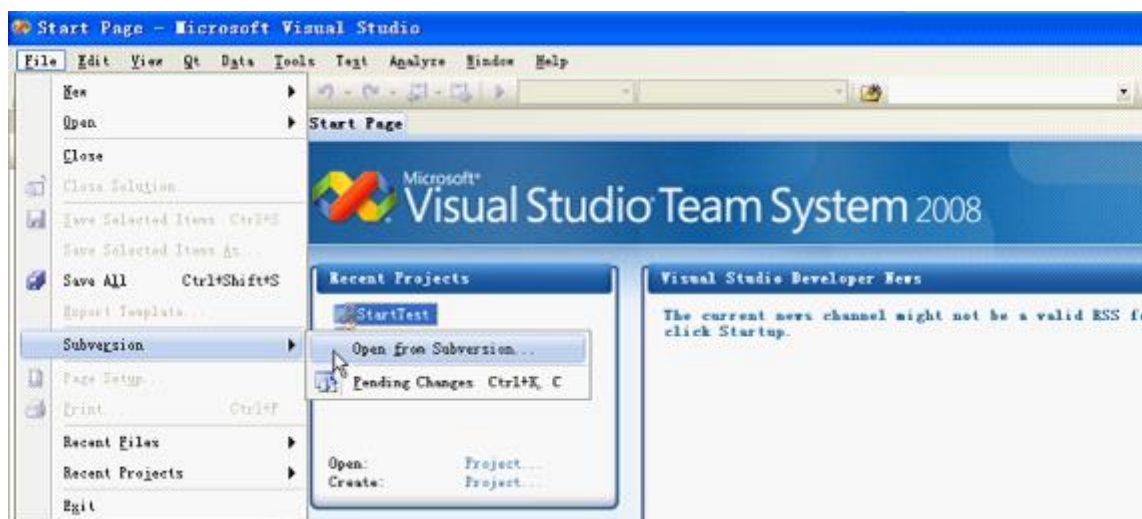 Start Page - Microsoft Visual Studio
File Edit View Qt Data Tools Text Analyze Window Help
New
Open
Start Page
Close
Close Solution
Microsoft®
Visual Studio Team System 2008
Save Selected Items Ctrl+S
Save Selected Items As...
Save All Ctrl+Shift+S
Recent Projects
Visual Studio Developer News
Export Template...
StartTest
The current news channel might not be a valid RSS f
click Startup.
Subversion
Open from Subversion...
Page Setup...
Pending Changes Ctrl+K, C
Print... Ctrl+P
Recent Files
Open: Project...
Recent Projects
Create: Project...
Exit